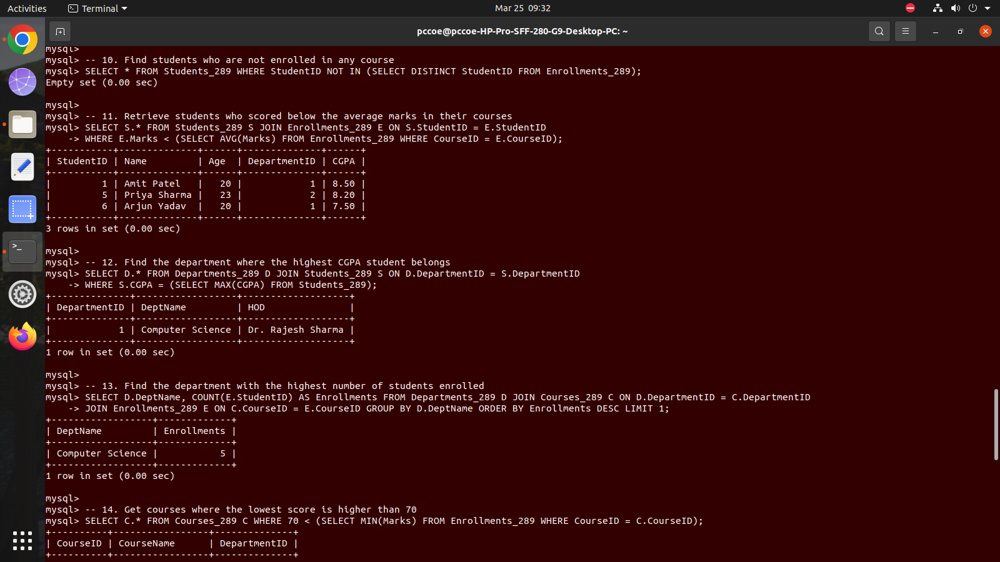 Activities
Terminal
Mar 25 09:32
pccoe@pccoe-HP-Pro-SFF-280-G9-Desktop-PC: ~
mysql>
mysql> -- 10. Find students who are not enrolled in any course
mysql> SELECT * FROM Students_289 WHERE StudentID NOT IN (SELECT DISTINCT StudentID FROM Enrollments_289);
Empty set (0.00 sec)
mysql>
mysql> -- 11. Retrieve students who scored below the average marks in their courses
mysql> SELECT S.* FROM Students_289 S JOIN Enrollments_289 E ON S.StudentID = E.StudentID
    -> WHERE E.Marks < (SELECT AVG(Marks) FROM Enrollments_289 WHERE CourseID = E.CourseID);
+-----------+--------------+------+--------------+------+
| StudentID | Name         | Age  | DepartmentID | CGPA |
+-----------+--------------+------+--------------+------+
|         1 | Amit Patel   |   20 |            1 | 8.50 |
|         5 | Priya Sharma |   23 |            2 | 8.20 |
|         6 | Arjun Yadav  |   20 |            1 | 7.50 |
+-----------+--------------+------+--------------+------+
3 rows in set (0.00 sec)
mysql>
mysql> -- 12. Find the department where the highest CGPA student belongs
mysql> SELECT D.* FROM Departments_289 D JOIN Students_289 S ON D.DepartmentID = S.DepartmentID
    -> WHERE S.CGPA = (SELECT MAX(CGPA) FROM Students_289);
+--------------+------------------+-------------------+
| DepartmentID | DeptName         | HOD               |
+--------------+------------------+-------------------+
|            1 | Computer Science | Dr. Rajesh Sharma |
+--------------+------------------+-------------------+
1 row in set (0.00 sec)
mysql>
mysql> -- 13. Find the department with the highest number of students enrolled
mysql> SELECT D.DeptName, COUNT(E.StudentID) AS Enrollments FROM Departments_289 D JOIN Courses_289 C ON D.DepartmentID = C.DepartmentID
    -> JOIN Enrollments_289 E ON C.CourseID = E.CourseID GROUP BY D.DeptName ORDER BY Enrollments DESC LIMIT 1;
+------------------+-------------+
| DeptName         | Enrollments |
+------------------+-------------+
| Computer Science |           5 |
+------------------+-------------+
1 row in set (0.00 sec)
mysql>
mysql> -- 14. Get courses where the lowest score is higher than 70
mysql> SELECT C.* FROM Courses_289 C WHERE 70 < (SELECT MIN(Marks) FROM Enrollments_289 WHERE CourseID = C.CourseID);
+----------+-----------------+--------------+
| CourseID | CourseName      | DepartmentID |
+----------+-----------------+--------------+